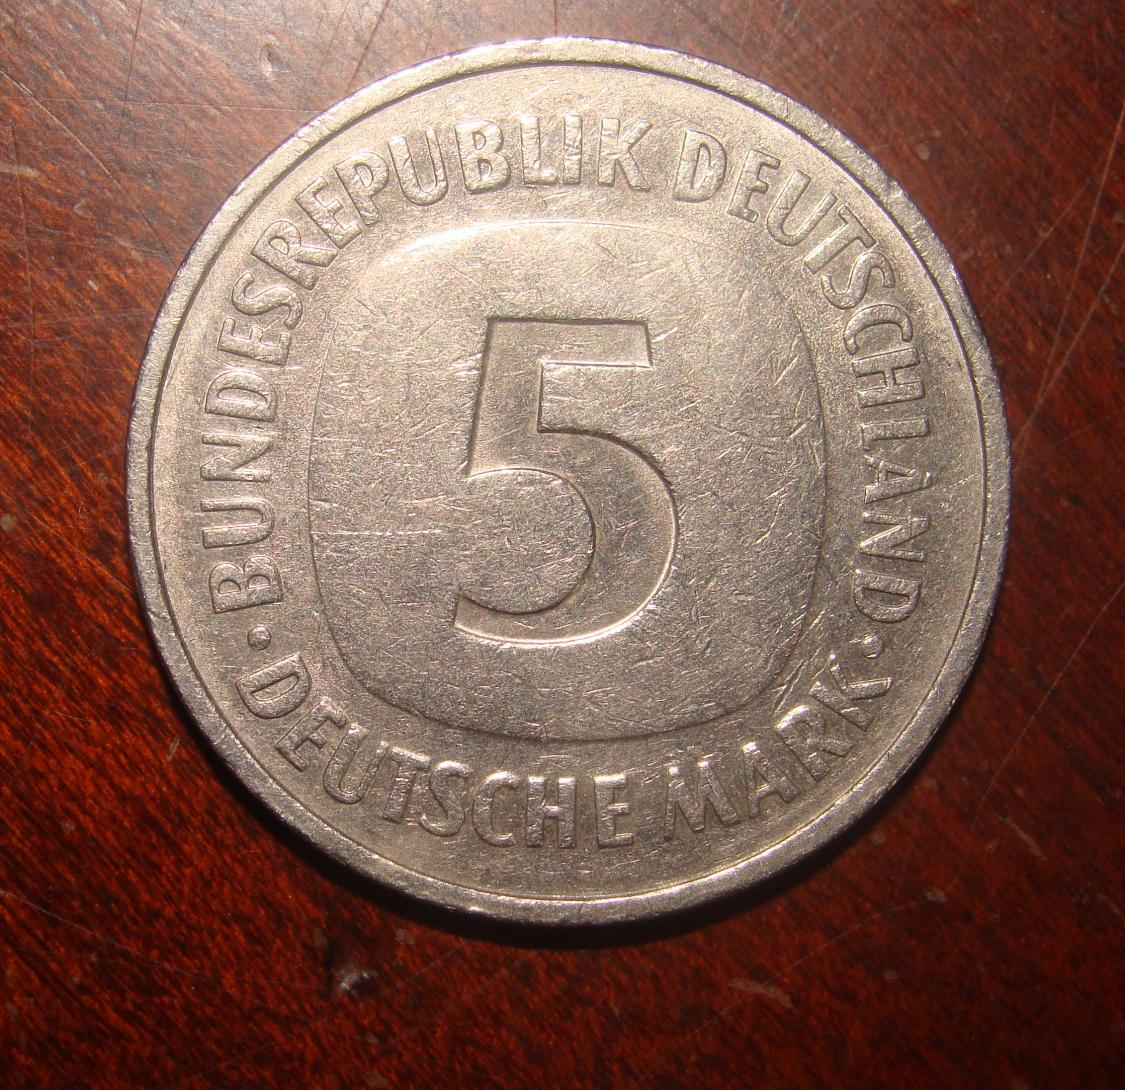 BUNDESREPUBLIK DEUTSCHLAND
5
DEUTSCHE MARK